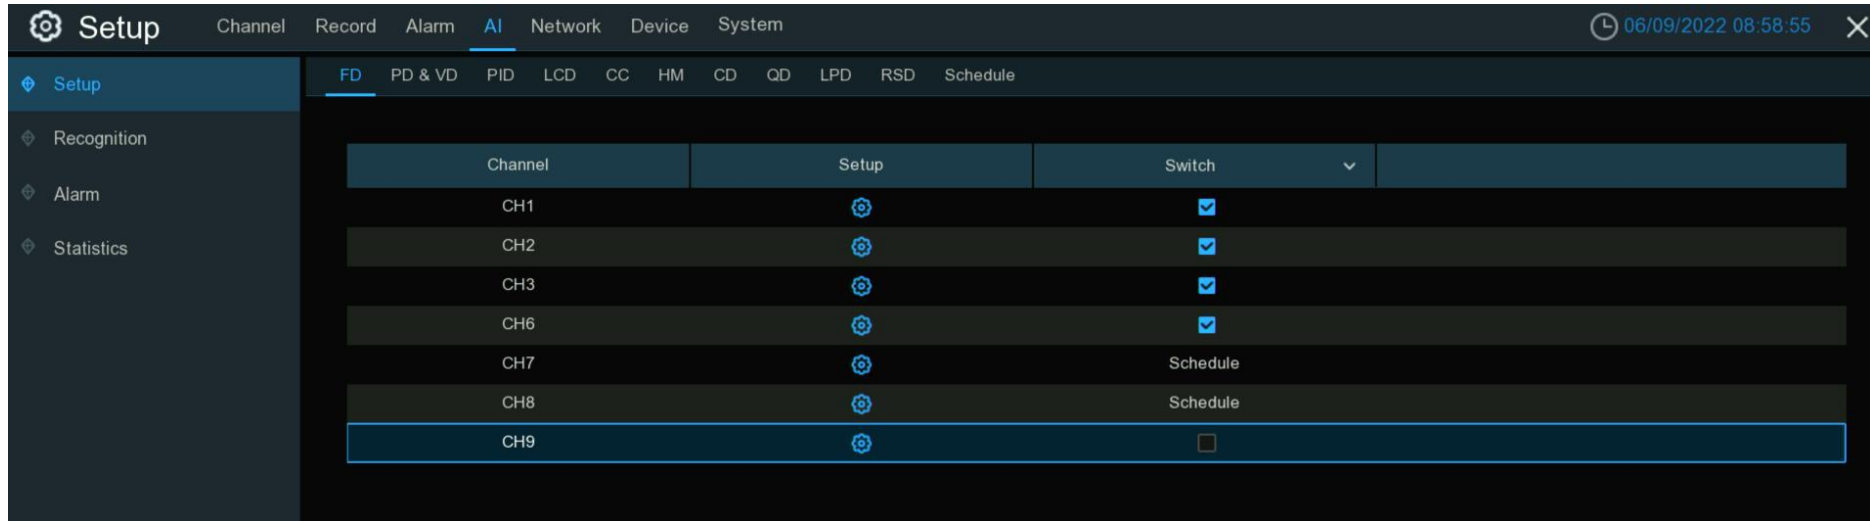 Setup Channel Record Alarm AI Network Device System 06/09/2022 08:58:55
Setup
Recognition
Alarm
Statistics
FD PD & VD PID LCD CC HM CD QD LPD RSD Schedule
Channel Setup Switch
CH1
CH2
CH3
CH6
CH7 Schedule
CH8 Schedule
CH9